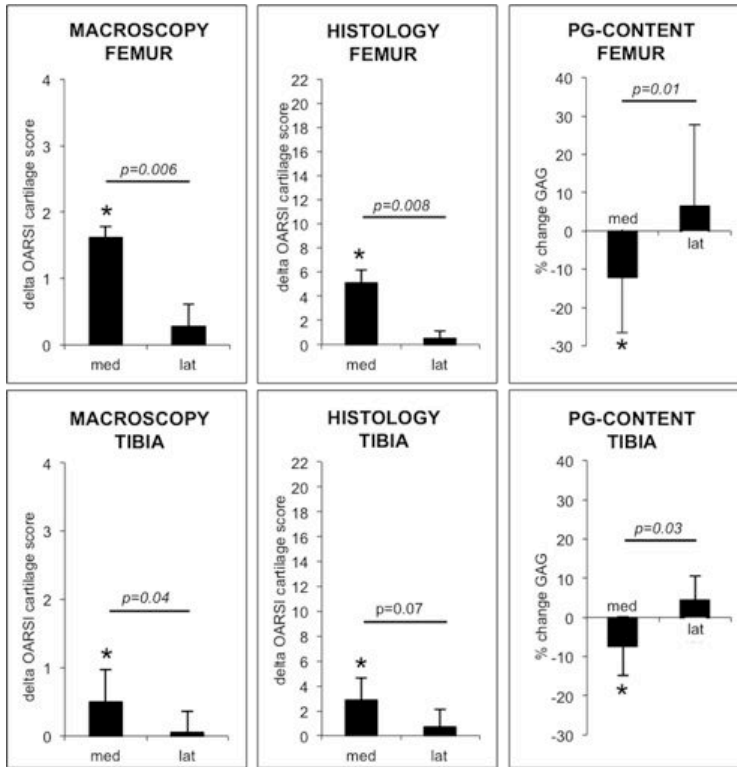 MACROSCOPY
FEMUR
delta OARSI cartilage score
4
3
2
1
0
p=0.006
*
med
lat
HISTOLOGY
FEMUR
delta OARSI cartilage score
22
20
18
16
14
12
10
8
6
4
2
0
p=0.008
*
med
lat
PG-CONTENT
FEMUR
% change GAG
40
30
20
10
0
-10
-20
-30
p=0.01
med
lat
*
MACROSCOPY
TIBIA
delta OARSI cartilage score
4
3
2
1
0
p=0.04
*
med
lat
HISTOLOGY
TIBIA
delta OARSI cartilage score
22
20
18
16
14
12
10
8
6
4
2
0
p=0.07
*
med
lat
PG-CONTENT
TIBIA
% change GAG
40
30
20
10
0
-10
-20
-30
p=0.03
med
lat
*